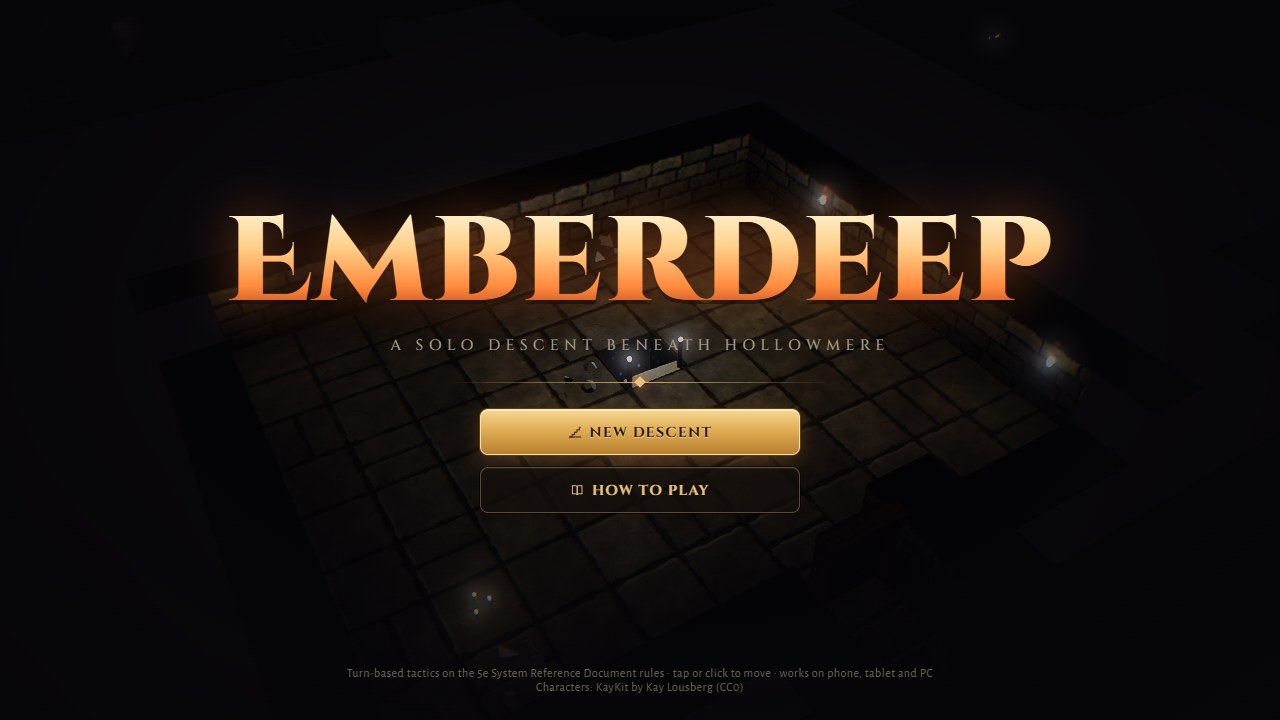 EMBERDEEP
A SOLO DESCENT BENEATH HOLLOWMERE
NEW DESCENT
HOW TO PLAY
Turn-based tactics on the 5e System Reference Document rules · tap or click to move · works on phone, tablet and PC
Characters: KayKit by Kay Lousberg (CC0)